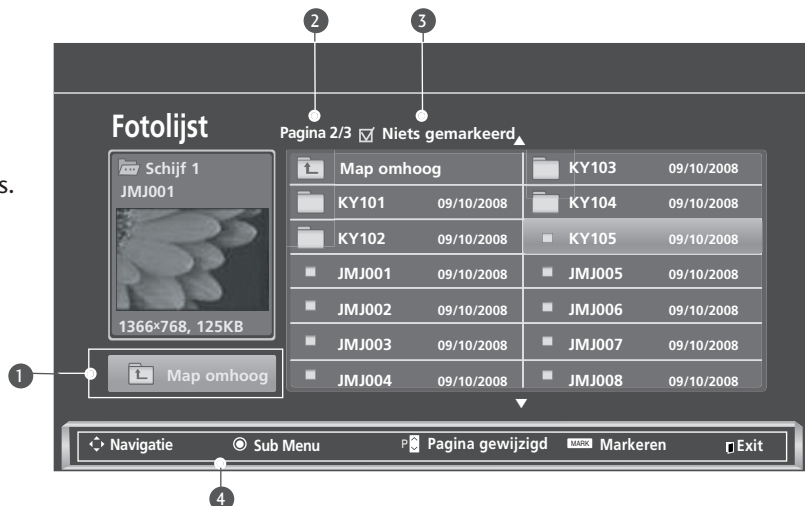 2 3
Fotolijst
Pagina 2/3 Niets gemarkeerd
s.
Schijf 1
JMJ001
1366x768, 125KB
1 Map omhoog
Map omhoog
KY101 09/10/2008
KY102 09/10/2008
JMJ001 09/10/2008
JMJ002 09/10/2008
JMJ003 09/10/2008
JMJ004 09/10/2008
KY103 09/10/2008
KY104 09/10/2008
KY105 09/10/2008
JMJ005 09/10/2008
JMJ006 09/10/2008
JMJ007 09/10/2008
JMJ008 09/10/2008
Navigatie Sub Menu P Pagina gewijzigd MARK Markeren Exit
4